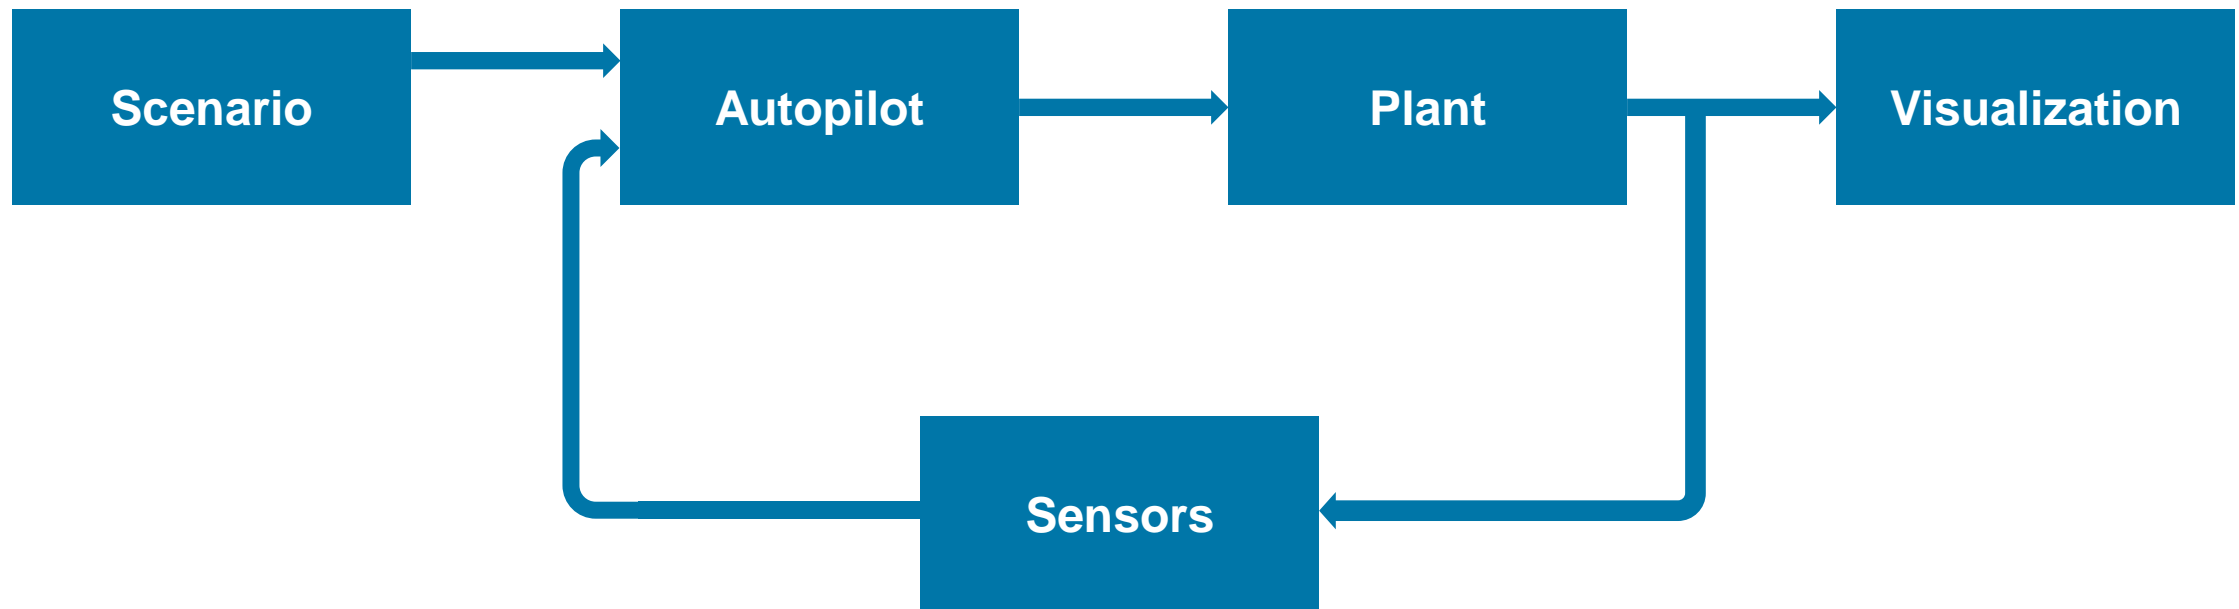 Scenario
Autopilot
Plant
Visualization
Sensors